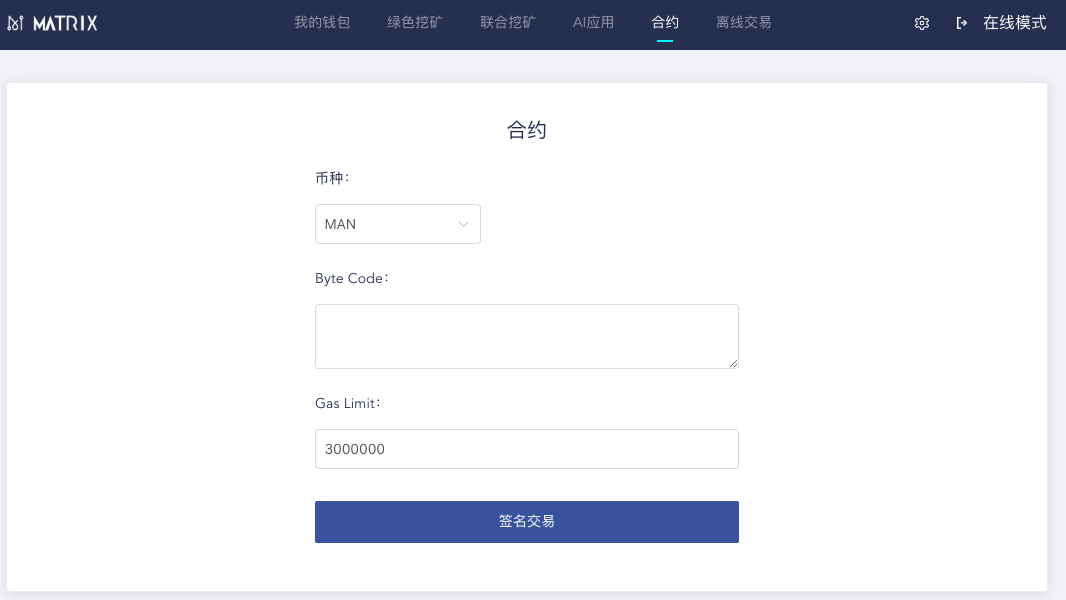 MATRIX 我的钱包 绿色挖矿 联合挖矿 AI应用 合约 离线交易 在线模式
合约
币种：
MAN
Byte Code：
Gas Limit：
3000000
签名交易